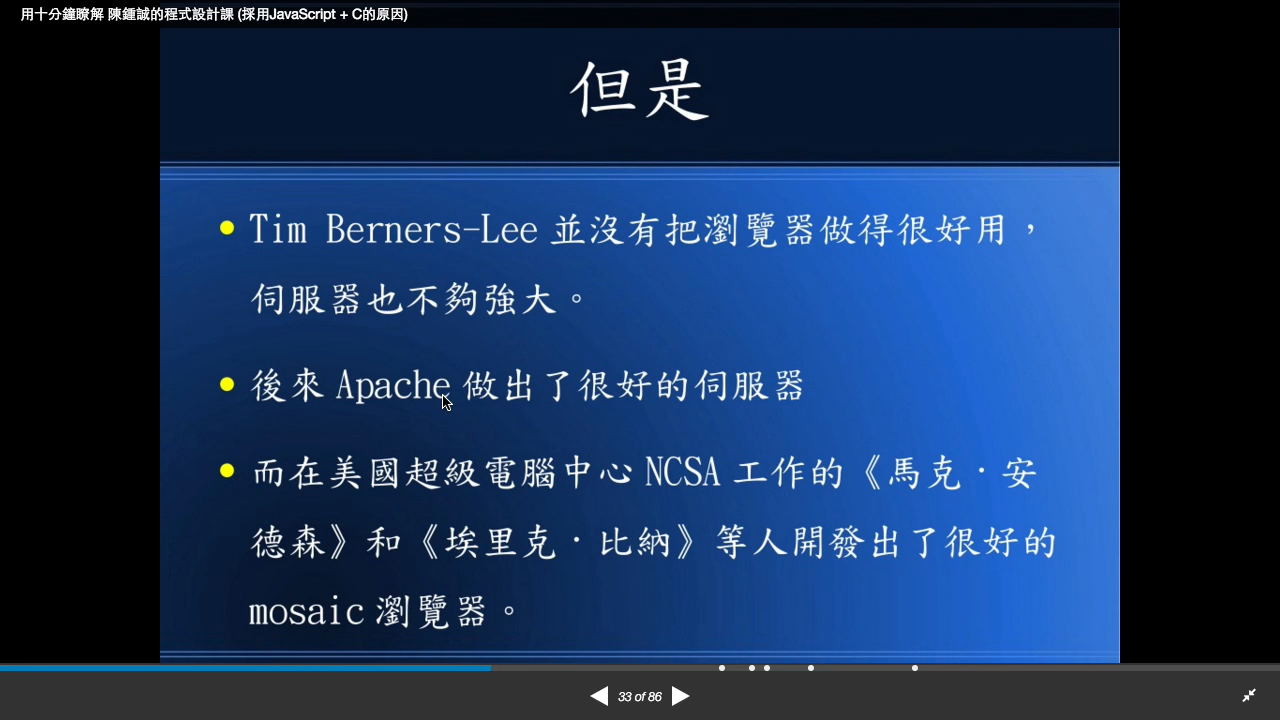 用十分鐘瞭解 陳鍾誠的程式設計課 (採用JavaScript + C的原因)
但是
Tim Berners-Lee 並沒有把瀏覽器做得很好用，
伺服器也不夠強大。
後來 Apache 做出了很好的伺服器
而在美國超級電腦中心 NCSA 工作的《馬克．安
德森》和《埃里克．比納》等人開發出了很好的
mosaic 瀏覽器。
33 of 86